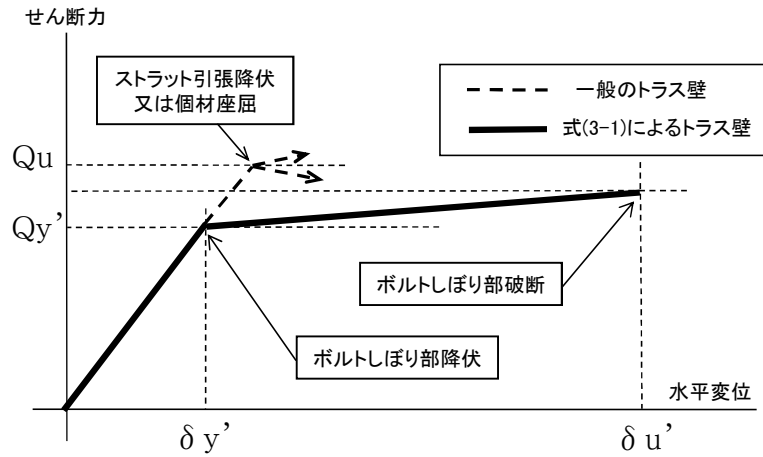 せん断力
ストラット引張降伏
又は個材座屈
一般のトラス壁
式(3-1)によるトラス壁
Qu
Qy’
ボルトしぼり部破断
ボルトしぼり部降伏
水平変位
δy’
δu’